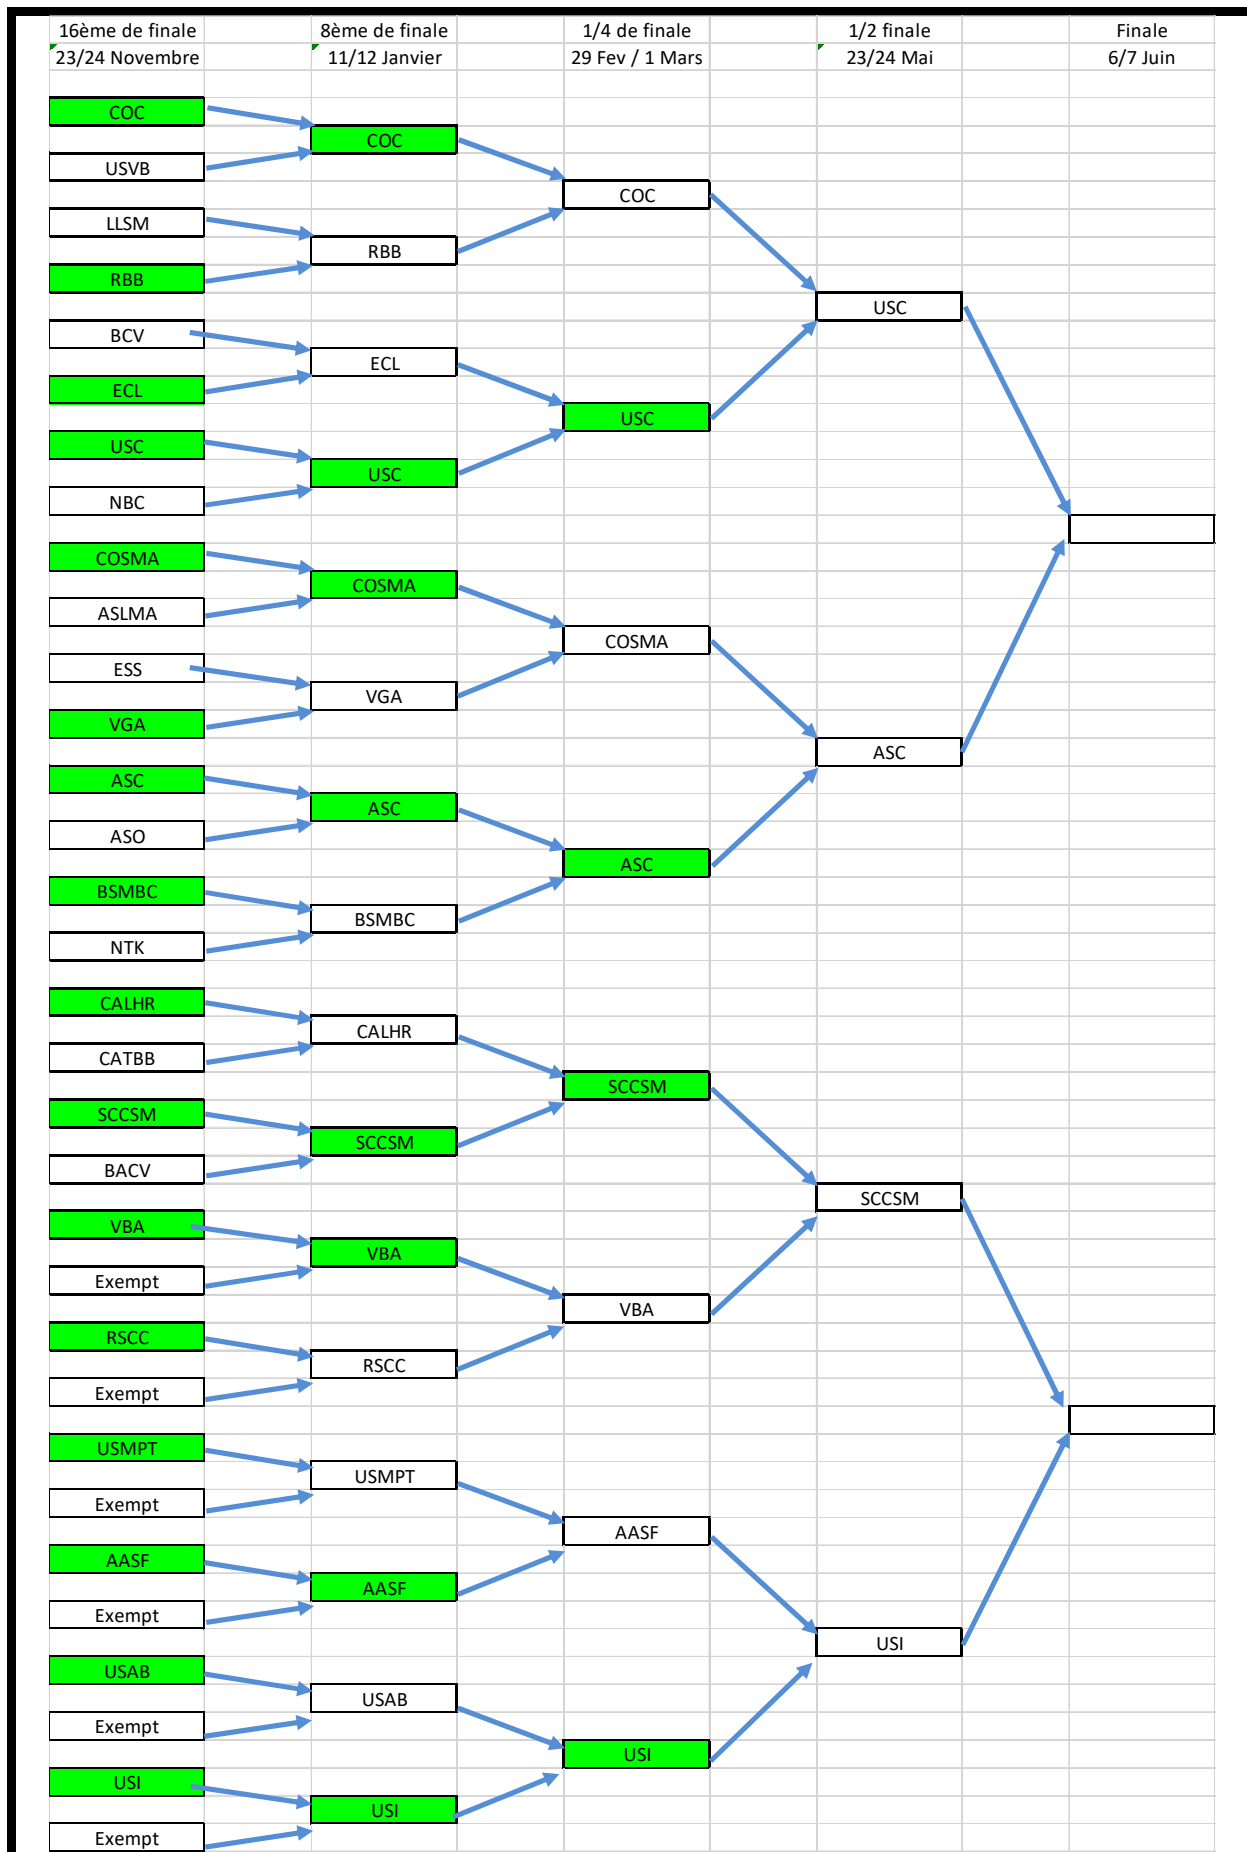 16ème de finale 8ème de finale 1/4 de finale 1/2 finale Finale
23/24 Novembre 11/12 Janvier 29 Fev / 1 Mars 23/24 Mai 6/7 Juin
COC
COC
USVB
COC
LLSM
RBB
RBB
USC
BCV
ECL
ECL
USC
USC
USC
NBC
COSMA
COSMA
ASLMA
COSMA
ESS
VGA
VGA
ASC
ASC
ASC
ASO
ASC
BSMBC
BSMBC
NTK
CALHR
CALHR
CATBB
SCCSM
SCCSM
SCCSM
BACV
SCCSM
VBA
VBA
Exempt
VBA
RSCC
RSCC
Exempt
USMPT
USMPT
Exempt
AASF
AASF
AASF
Exempt
USI
USAB
USAB
Exempt
USI
USI
USI
Exempt